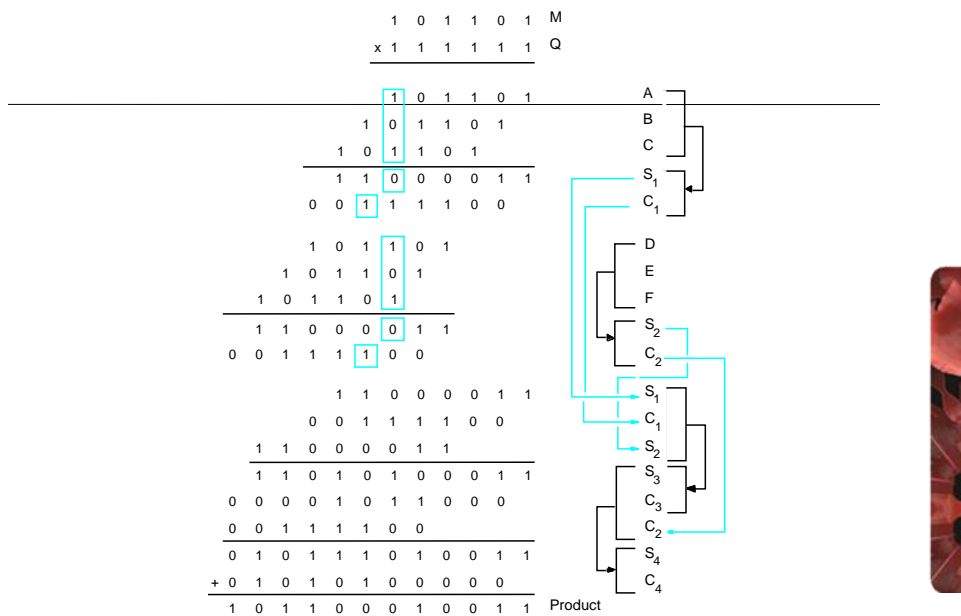 1 0 1 1 0 1 M
x 1 1 1 1 1 1 Q
1 0 1 1 0 1 A
1 0 1 1 0 1 B
1 0 1 1 0 1 C
1 1 0 0 0 0 1 1 S1
0 0 1 1 1 1 0 0 C1
1 0 1 1 0 1 D
1 0 1 1 0 1 E
1 0 1 1 0 1 F
1 1 0 0 0 0 1 1 S2
0 0 1 1 1 1 0 0 C2
1 1 0 0 0 0 1 1 S1
0 0 1 1 1 1 0 0 C1
1 1 0 0 0 0 1 1 S2
1 1 0 1 0 1 0 0 0 1 1 S3
0 0 0 0 1 0 1 1 0 0 0 C3
0 0 1 1 1 1 0 0 C2
0 1 0 1 1 1 0 1 0 0 1 1 S4
+ 0 1 0 1 0 1 0 0 0 0 0 C4
1 0 1 1 0 0 0 1 0 0 1 1 Product